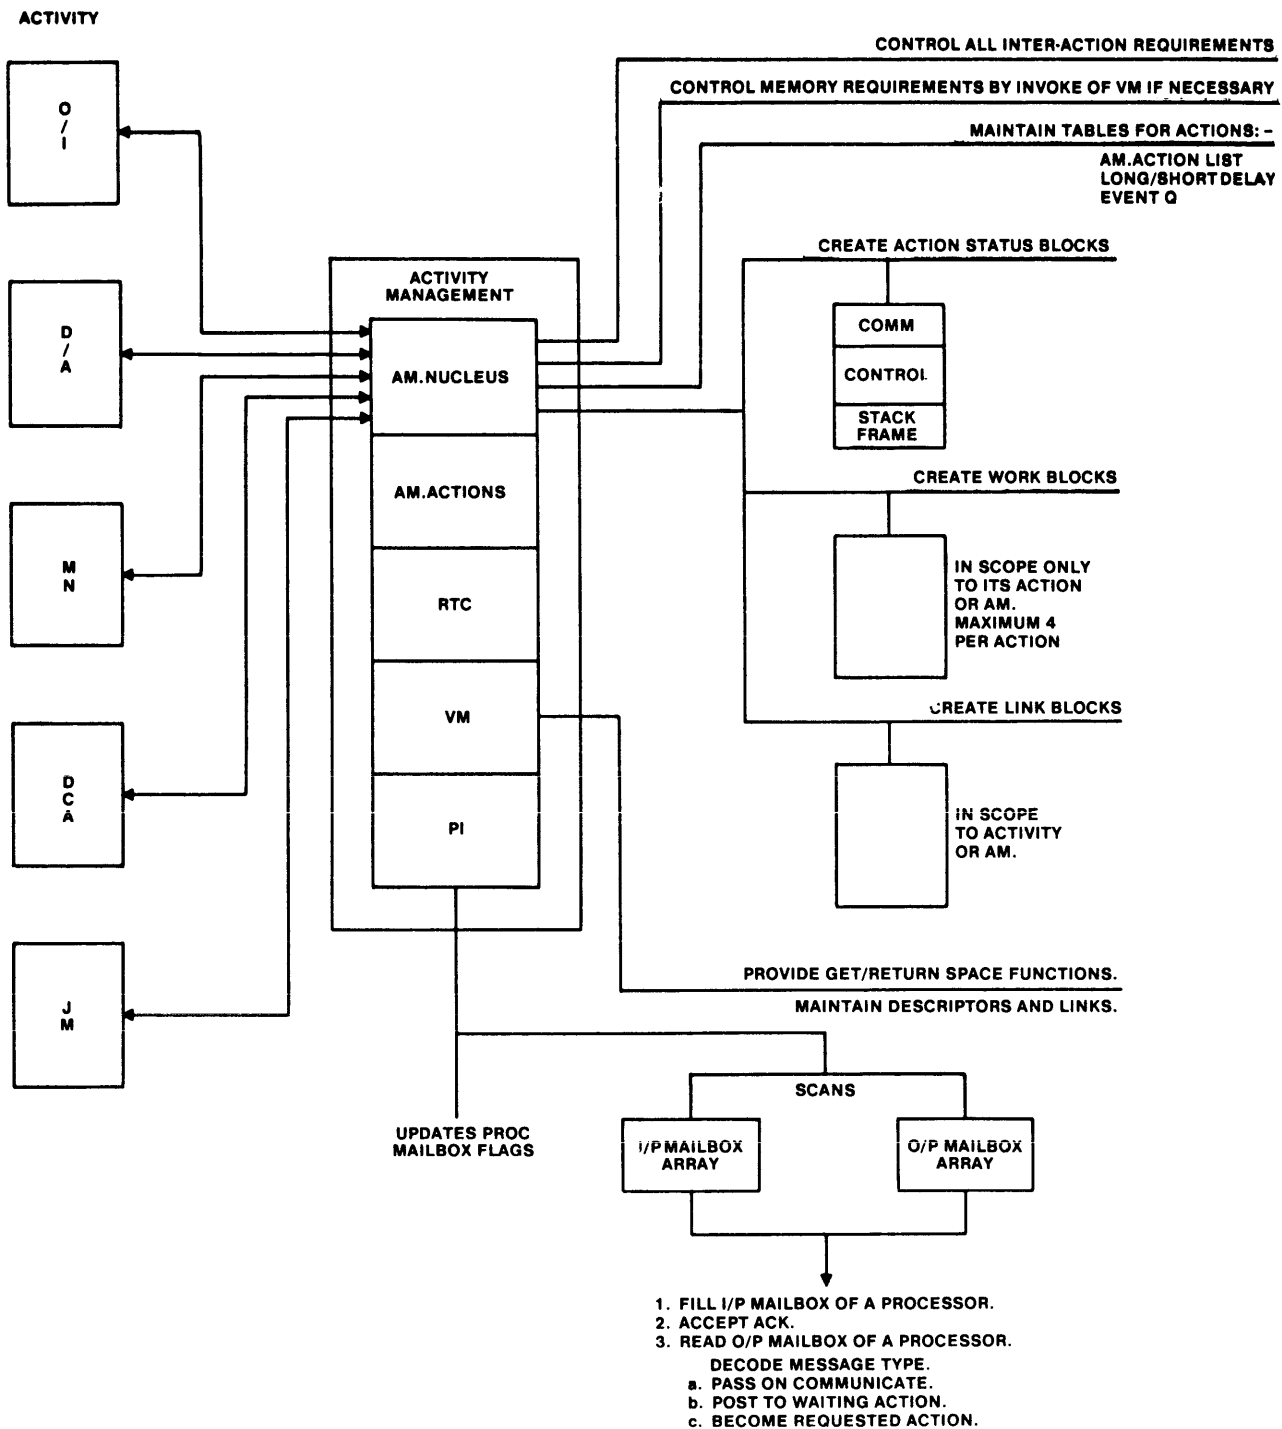 ACTIVITY
CONTROL ALL INTER-ACTION REQUIREMENTS
CONTROL MEMORY REQUIREMENTS BY INVOKE OF VM IF NECESSARY
MAINTAIN TABLES FOR ACTIONS: -
AM.ACTION LIST
LONG/SHORT DELAY
EVENT Q
O
/
I
D
/
A
M
N
D
C
A
J
M
ACTIVITY
MANAGEMENT
AM.NUCLEUS
AM.ACTIONS
RTC
VM
PI
CREATE ACTION STATUS BLOCKS
COMM
CONTROL
STACK
FRAME
CREATE WORK BLOCKS
IN SCOPE ONLY
TO ITS ACTION
OR AM.
MAXIMUM 4
PER ACTION
CREATE LINK BLOCKS
IN SCOPE
TO ACTIVITY
OR AM.
PROVIDE GET/RETURN SPACE FUNCTIONS.
MAINTAIN DESCRIPTORS AND LINKS.
UPDATES PROC
MAILBOX FLAGS
SCANS
I/P MAILBOX
ARRAY
O/P MAILBOX
ARRAY
1. FILL I/P MAILBOX OF A PROCESSOR.
2. ACCEPT ACK.
3. READ O/P MAILBOX OF A PROCESSOR.
DECODE MESSAGE TYPE.
a. PASS ON COMMUNICATE.
b. POST TO WAITING ACTION.
c. BECOME REQUESTED ACTION.